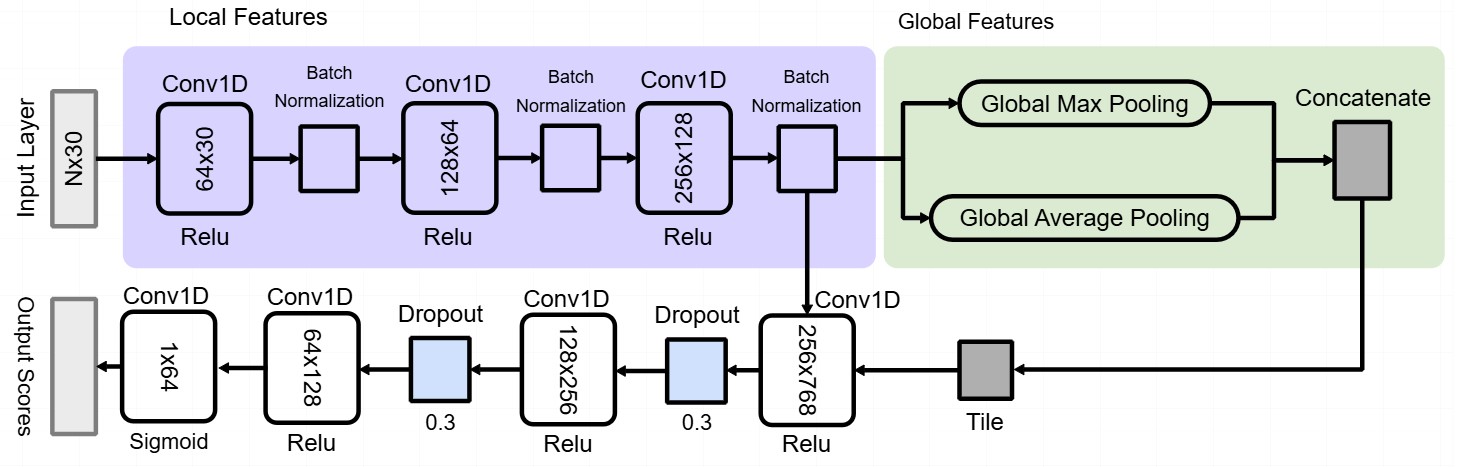 Local Features
Global Features
Input Layer
Nx30
Conv1D
64x30
Relu
Batch
Normalization
Conv1D
128x64
Relu
Batch
Normalization
Conv1D
256x128
Relu
Batch
Normalization
Global Max Pooling
Global Average Pooling
Concatenate
Tile
Conv1D
256x768
Relu
Dropout
0.3
Conv1D
128x256
Relu
Dropout
0.3
Conv1D
64x128
Relu
Conv1D
1x64
Sigmoid
Output Scores